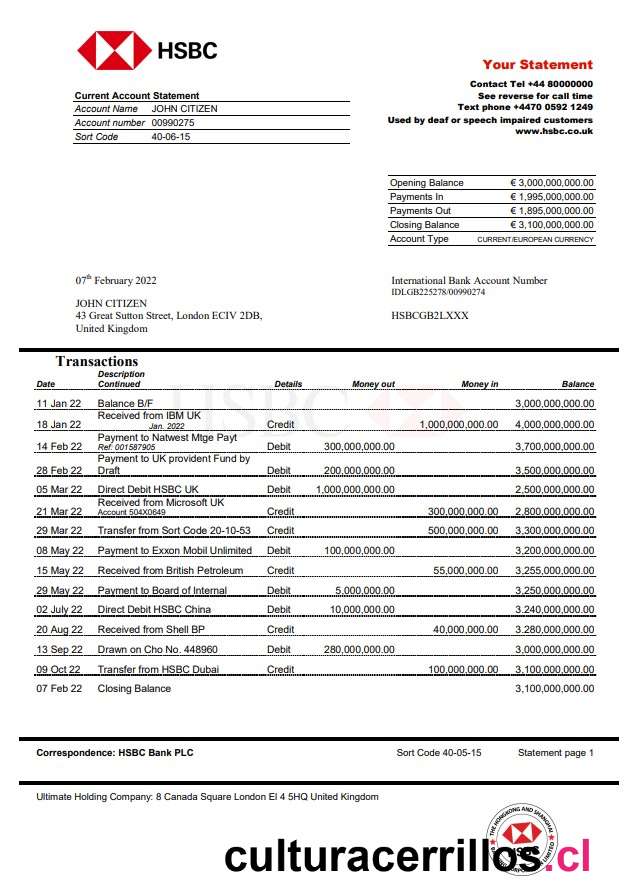 HSBC
Your Statement
Contact Tel +44 80000000
See reverse for call time
Text phone +4470 0592 1249
Used by deaf or speech impaired customers
www.hsbc.co.uk
Current Account Statement
Account Name JOHN CITIZEN
Account number 00990275
Sort Code 40-06-15
Opening Balance € 3,000,000,000.00
Payments In € 1,995,000,000.00
Payments Out € 1,895,000,000.00
Closing Balance € 3,100,000,000.00
Account Type CURRENT/EUROPEAN CURRENCY
07th February 2022
International Bank Account Number
IDLGB225278/00990274
JOHN CITIZEN
43 Great Sutton Street, London ECIV 2DB,
United Kingdom
HSBCGB2LXXX
Transactions
Description
Date Continued Details Money out Money in Balance
HSBC
11 Jan 22 Balance B/F 3,000,000,000.00
Received from IBM UK
18 Jan 22 Jan. 2022 Credit 1,000,000,000.00 4,000,000,000.00
Payment to Natwest Mtge Payt
14 Feb 22 Ref: 001587905 Debit 300,000,000.00 3,700,000,000.00
Payment to UK provident Fund by
28 Feb 22 Draft Debit 200,000,000.00 3,500,000,000.00
05 Mar 22 Direct Debit HSBC UK Debit 1,000,000,000.00 2,500,000,000.00
Received from Microsoft UK
21 Mar 22 Account 504X0649 Credit 300,000,000.00 2,800,000,000.00
29 Mar 22 Transfer from Sort Code 20-10-53 Credit 500,000,000.00 3,300,000,000.00
08 May 22 Payment to Exxon Mobil Unlimited Debit 100,000,000.00 3,200,000,000.00
15 May 22 Received from British Petroleum Credit 55,000,000.00 3,255,000,000.00
29 May 22 Payment to Board of Internal Debit 5,000,000.00 3,250,000,000.00
02 July 22 Direct Debit HSBC China Debit 10,000,000.00 3.240,000,000.00
20 Aug 22 Received from Shell BP Credit 40,000,000.00 3.280,000,000.00
13 Sep 22 Drawn on Cho No. 448960 Debit 280,000,000.00 3,000,000,000.00
09 Oct 22 Transfer from HSBC Dubai Credit 100,000,000.00 3,100,000,000.00
07 Feb 22 Closing Balance 3,100,000,000.00
Correspondence: HSBC Bank PLC Sort Code 40-05-15 Statement page 1
Ultimate Holding Company: 8 Canada Square London El 4 5HQ United Kingdom
THE HONGKONG AND SHANGHAI
HSBC
culturacerrillos.cl